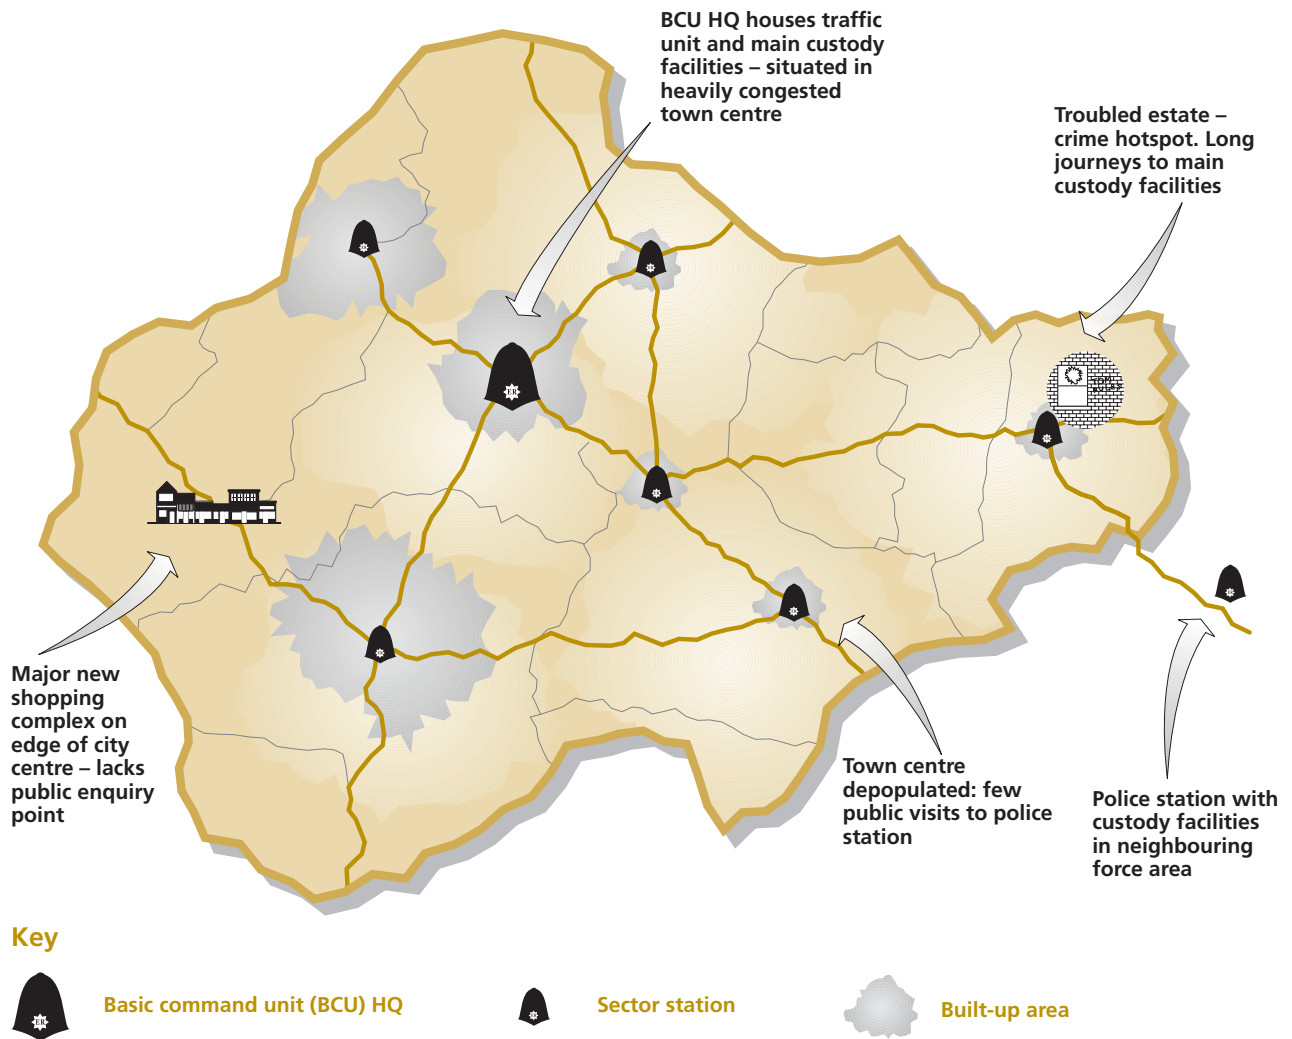 BCU HQ houses traffic
unit and main custody
facilities – situated in
heavily congested
town centre
Troubled estate –
crime hotspot. Long
journeys to main
custody facilities
Major new
shopping
complex on
edge of city
centre – lacks
public enquiry
point
Town centre
depopulated: few
public visits to police
station
Police station with
custody facilities
in neighbouring
force area
Key
Basic command unit (BCU) HQ
Sector station
Built-up area